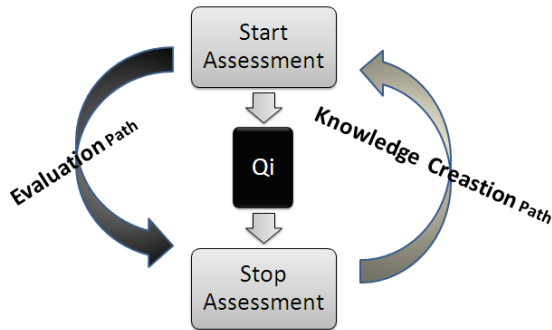 Start
Assessment
Evaluation Path
Qi
Knowledge Creastion Path
Stop
Assessment